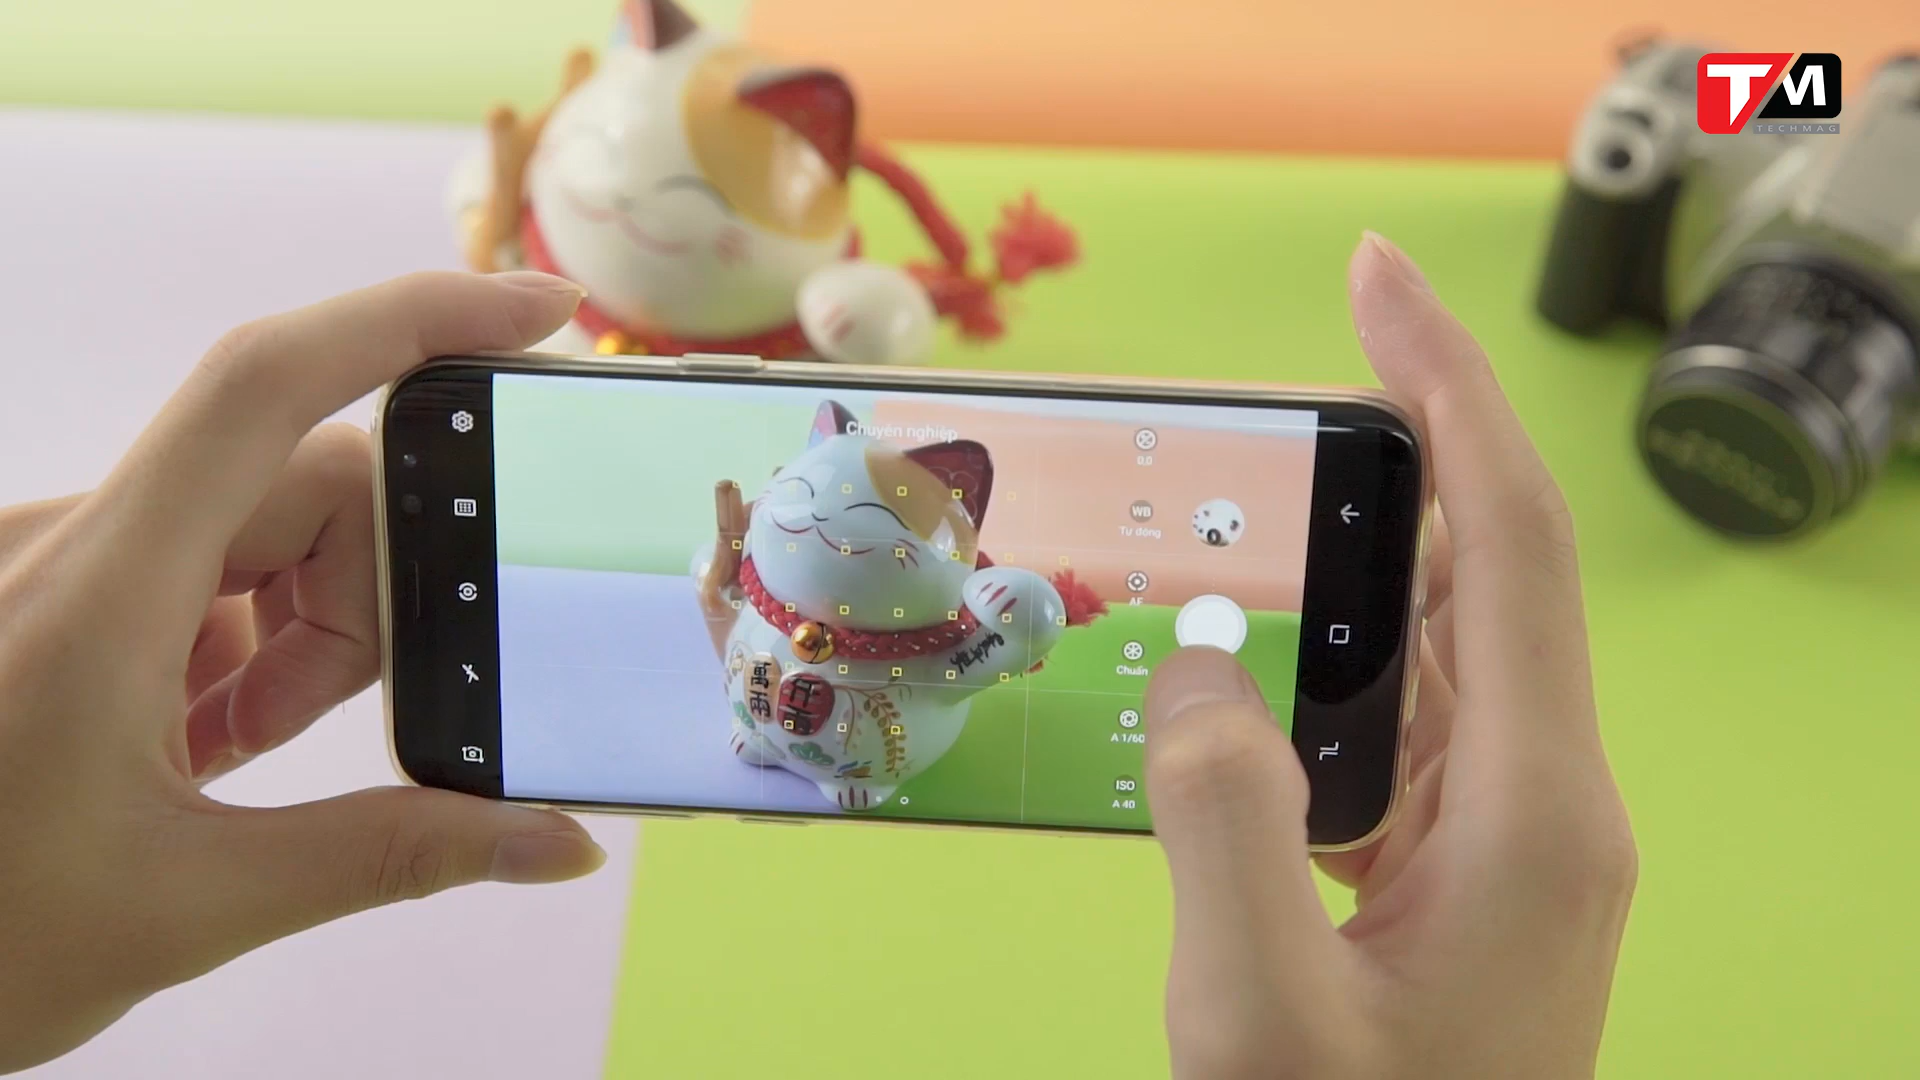 TM
TECHMAG
Chuyên nghiệp
0,0
WB
Tự động
AF
Chuẩn
A 1/60
ISO
A 40